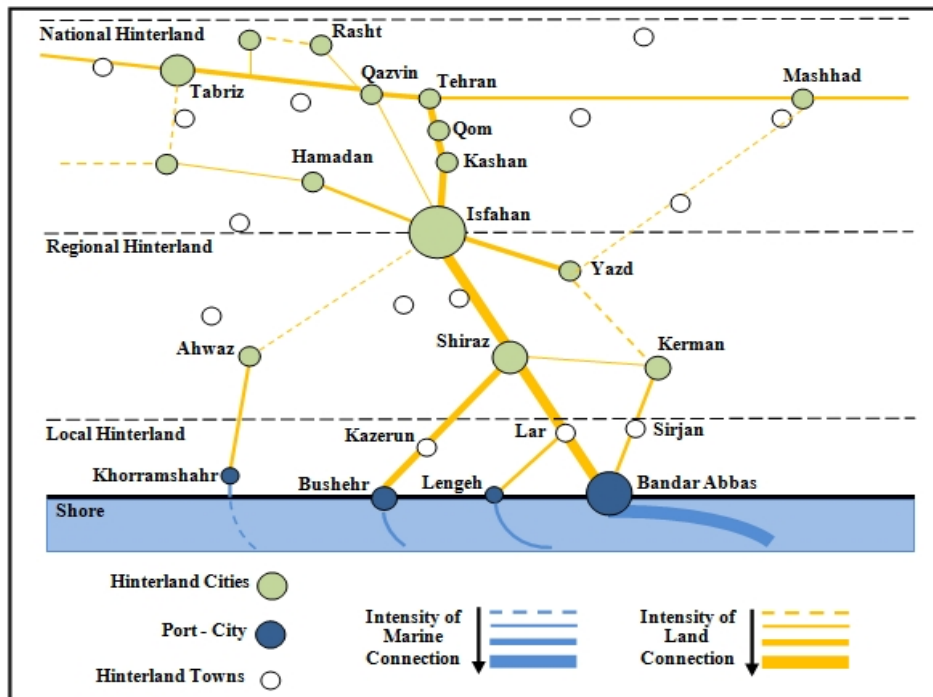 National Hinterland
Rasht
Qazvin
Tehran
Mashhad
Tabriz
Qom
Hamadan
Kashan
Isfahan
Regional Hinterland
Yazd
Shiraz
Kerman
Ahwaz
Local Hinterland
Kazerun
Lar
Sirjan
Khorramshahr
Bushehr
Lengeh
Bandar Abbas
Shore
Hinterland Cities
Port - City
Hinterland Towns
Intensity of
Marine
Connection
Intensity of
Land
Connection